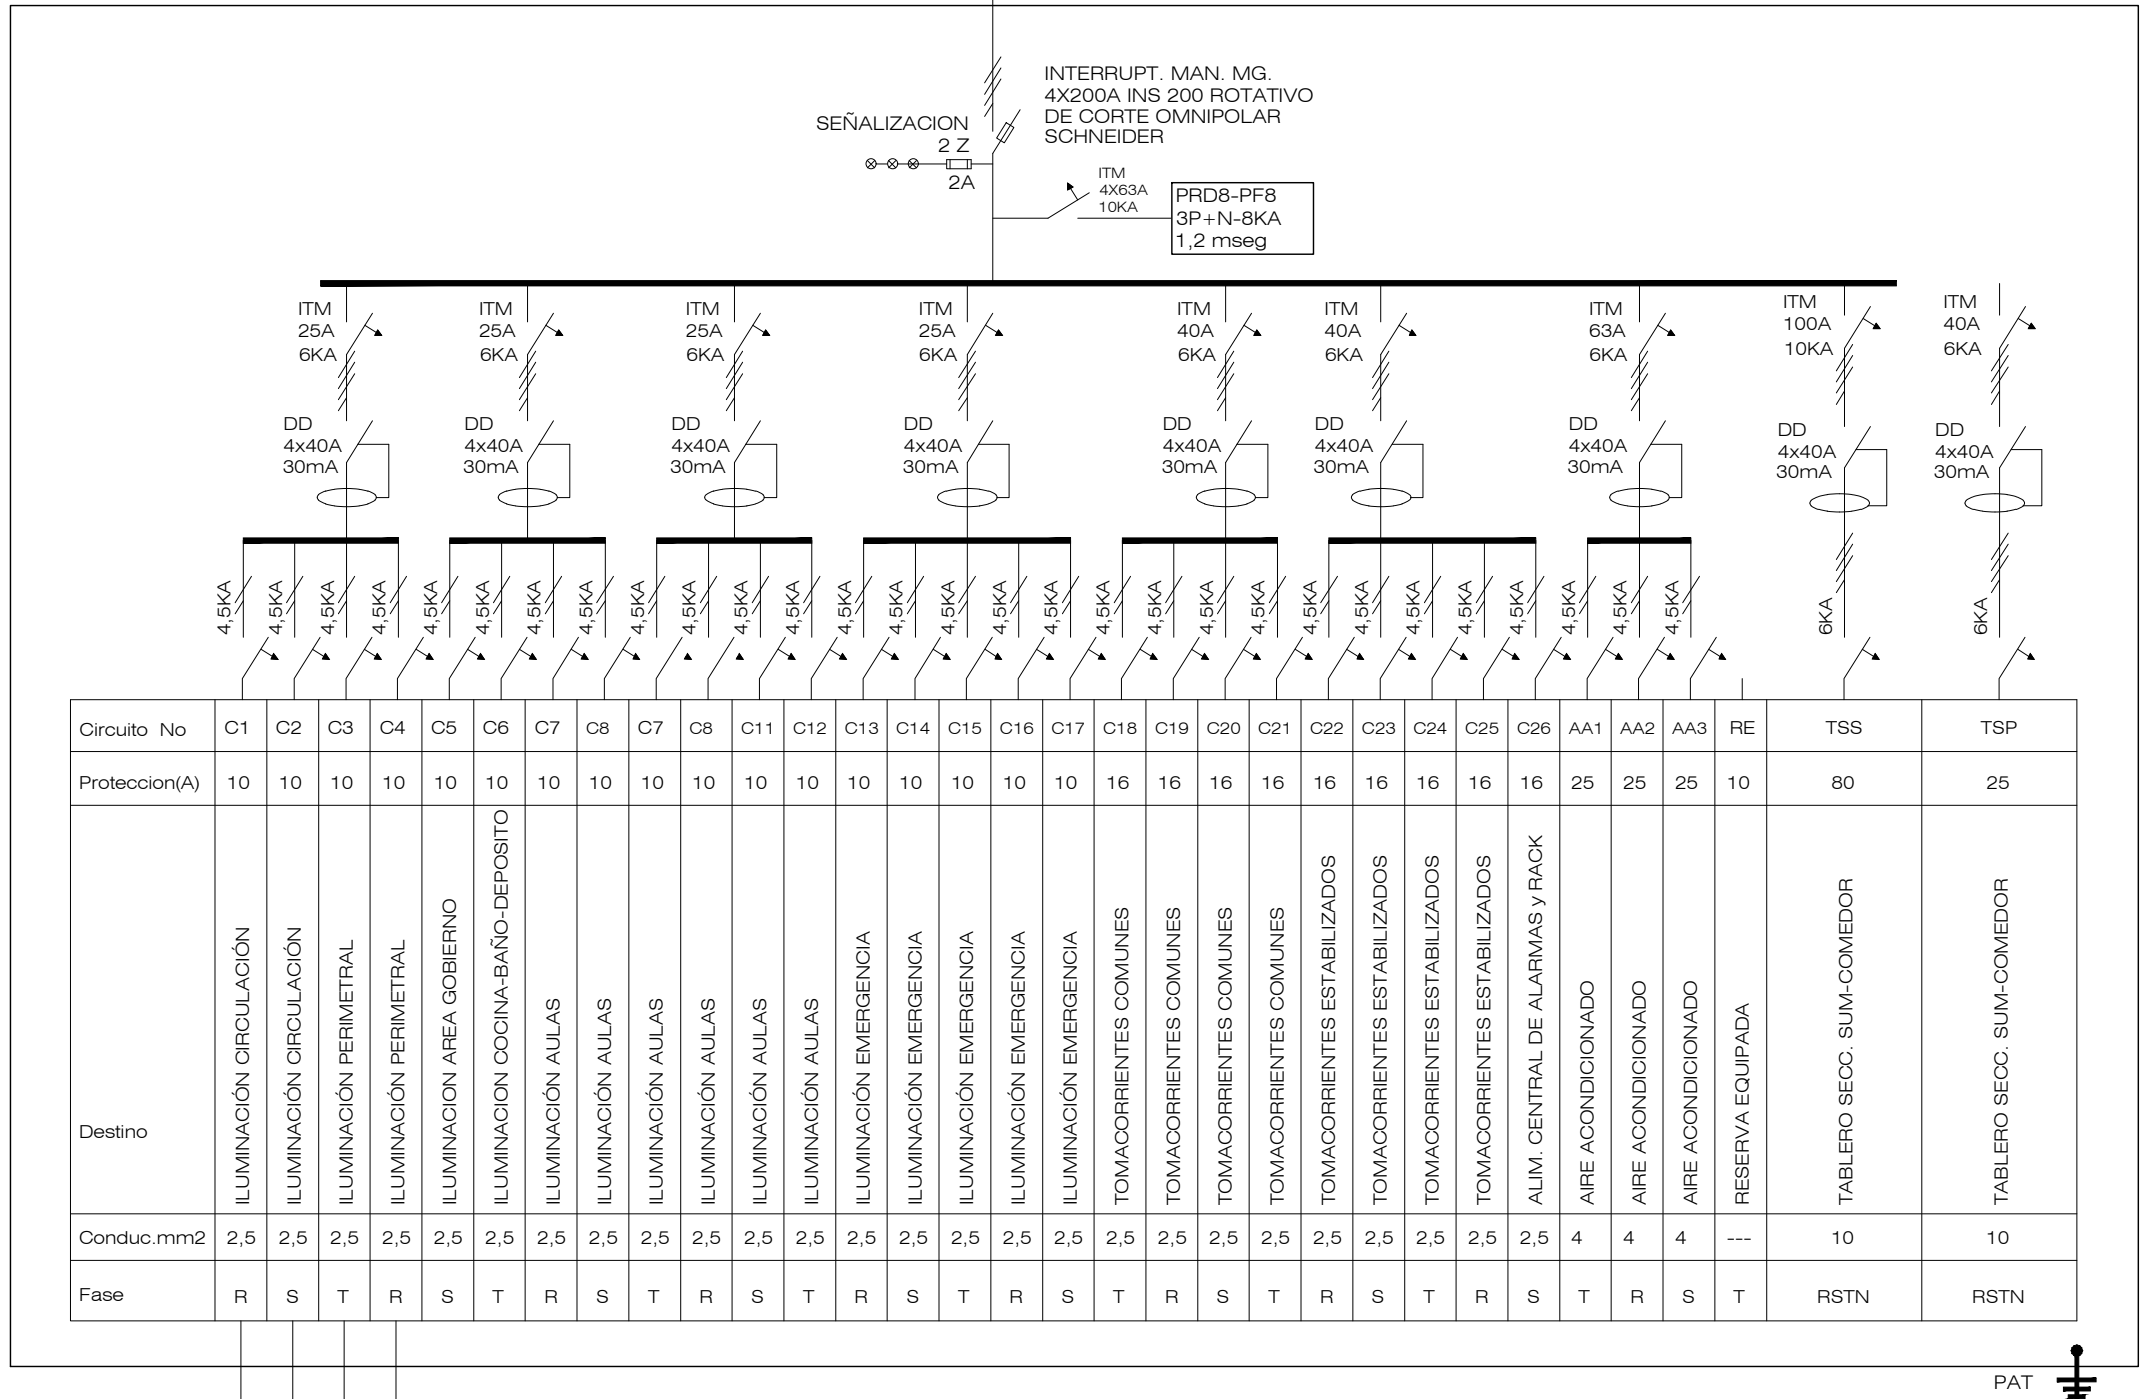 INTERRUPT. MAN. MG.
4X200A INS 200 ROTATIVO
DE CORTE OMNIPOLAR
SCHNEIDER
SEÑALIZACION
2 Z
2A
ITM
4X63A
10KA
PRD8-PF8
3P+N-8KA
1,2 mseg
ITM
25A
6KA
ITM
25A
6KA
ITM
25A
6KA
ITM
25A
6KA
ITM
40A
6KA
ITM
40A
6KA
ITM
63A
6KA
ITM
100A
10KA
ITM
40A
6KA
DD
4x40A
30mA
DD
4x40A
30mA
DD
4x40A
30mA
DD
4x40A
30mA
DD
4x40A
30mA
DD
4x40A
30mA
DD
4x40A
30mA
DD
4x40A
30mA
DD
4x40A
30mA
4,5KA 4,5KA 4,5KA 4,5KA 4,5KA 4,5KA 4,5KA 4,5KA 4,5KA 4,5KA 4,5KA 4,5KA 4,5KA 4,5KA 4,5KA 4,5KA 4,5KA 4,5KA 4,5KA 4,5KA 4,5KA 4,5KA 4,5KA 4,5KA 4,5KA 4,5KA 4,5KA 4,5KA 4,5KA 6KA 6KA
Circuito No C1 C2 C3 C4 C5 C6 C7 C8 C7 C8 C11 C12 C13 C14 C15 C16 C17 C18 C19 C20 C21 C22 C23 C24 C25 C26 AA1 AA2 AA3 RE TSS TSP
Proteccion(A) 10 10 10 10 10 10 10 10 10 10 10 10 10 10 10 10 10 16 16 16 16 16 16 16 16 16 25 25 25 10 80 25
Destino
ILUMINACIÓN CIRCULACIÓN
ILUMINACIÓN CIRCULACIÓN
ILUMINACIÓN PERIMETRAL
ILUMINACIÓN PERIMETRAL
ILUMINACION AREA GOBIERNO
ILUMINACION COCINA-BAÑO-DEPOSITO
ILUMINACIÓN AULAS
ILUMINACIÓN AULAS
ILUMINACIÓN AULAS
ILUMINACIÓN AULAS
ILUMINACIÓN AULAS
ILUMINACIÓN AULAS
ILUMINACIÓN EMERGENCIA
ILUMINACIÓN EMERGENCIA
ILUMINACIÓN EMERGENCIA
ILUMINACIÓN EMERGENCIA
ILUMINACIÓN EMERGENCIA
TOMACORRIENTES COMUNES
TOMACORRIENTES COMUNES
TOMACORRIENTES COMUNES
TOMACORRIENTES COMUNES
TOMACORRIENTES ESTABILIZADOS
TOMACORRIENTES ESTABILIZADOS
TOMACORRIENTES ESTABILIZADOS
TOMACORRIENTES ESTABILIZADOS
ALIM. CENTRAL DE ALARMAS y RACK
AIRE ACONDICIONADO
AIRE ACONDICIONADO
AIRE ACONDICIONADO
RESERVA EQUIPADA
TABLERO SECC. SUM-COMEDOR
TABLERO SECC. SUM-COMEDOR
Conduc.mm2 2,5 2,5 2,5 2,5 2,5 2,5 2,5 2,5 2,5 2,5 2,5 2,5 2,5 2,5 2,5 2,5 2,5 2,5 2,5 2,5 2,5 2,5 2,5 2,5 2,5 2,5 4 4 4 --- 10 10
Fase R S T R S T R S T R S T R S T R S T R S T R S T R S T R S T RSTN RSTN
PAT